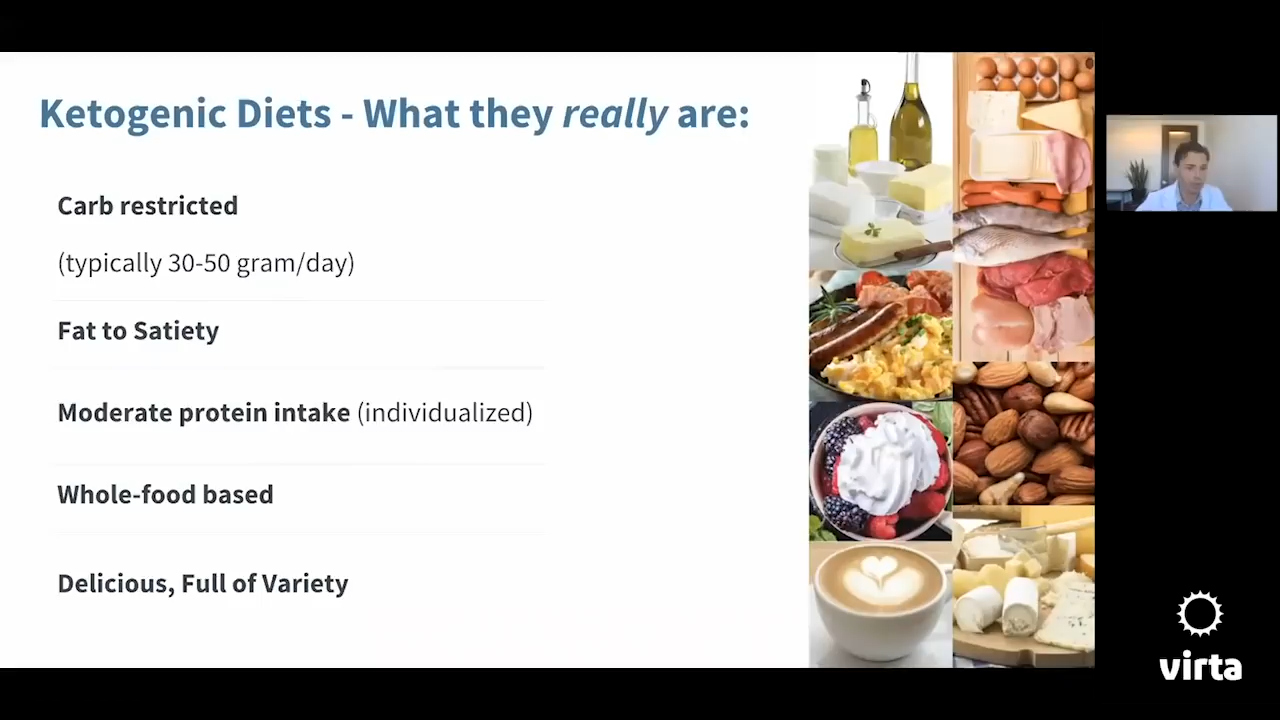 Ketogenic Diets - What they really are:
Carb restricted
(typically 30-50 gram/day)
Fat to Satiety
Moderate protein intake (individualized)
Whole-food based
Delicious, Full of Variety
virta